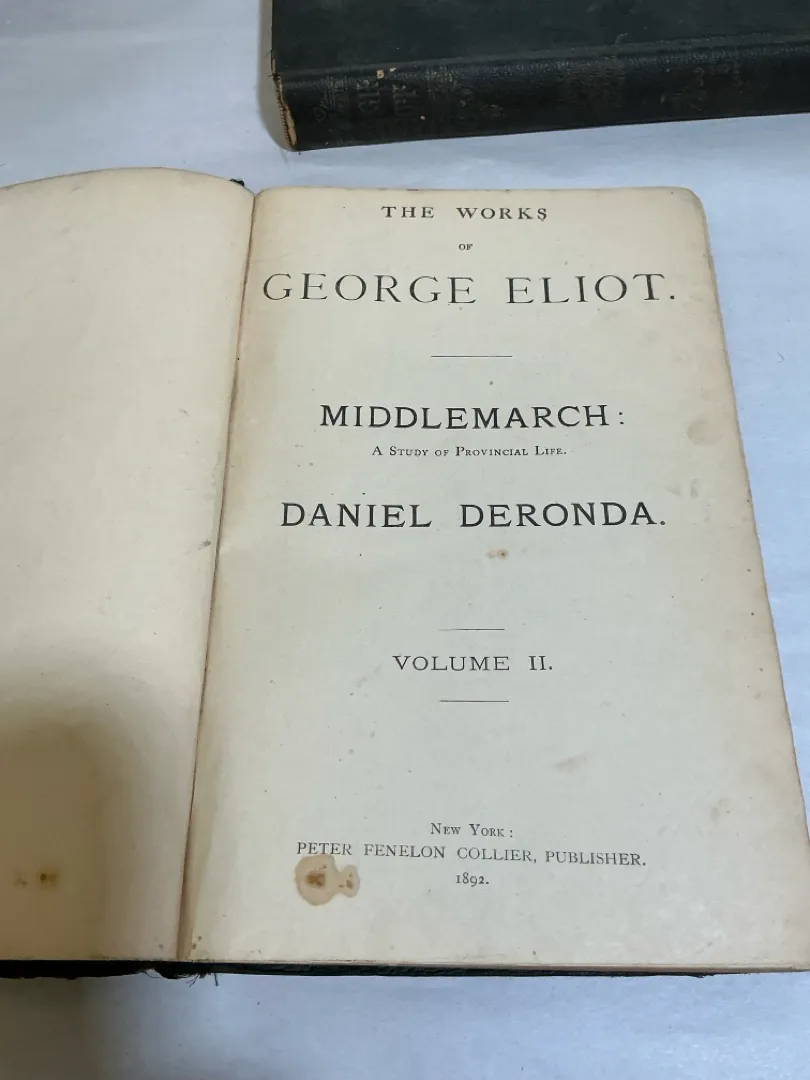 THE WORKS
OF
GEORGE ELIOT.
MIDDLEMARCH:
A STUDY OF PROVINCIAL LIFE.
DANIEL DERONDA.
VOLUME II.
NEW YORK:
PETER FENELON COLLIER, PUBLISHER.
1892.